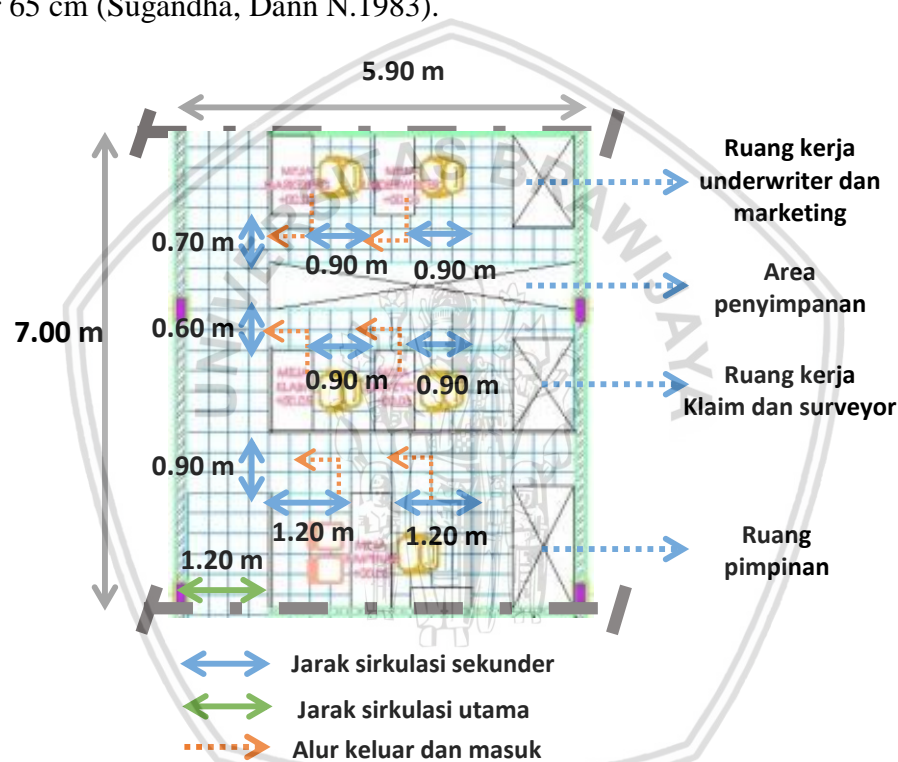 65 cm (Sugandha, Dann N.1983).
5.90 m
Ruang kerja
underwriter dan
marketing
0.70 m
0.90 m
0.90 m
Area
penyimpanan
7.00 m
0.60 m
0.90 m
0.90 m
Ruang kerja
Klaim dan surveyor
0.90 m
1.20 m
1.20 m
1.20 m
Ruang
pimpinan
Jarak sirkulasi sekunder
Jarak sirkulasi utama
Alur keluar dan masuk
UNIVERSITAS BRAWIJAYA